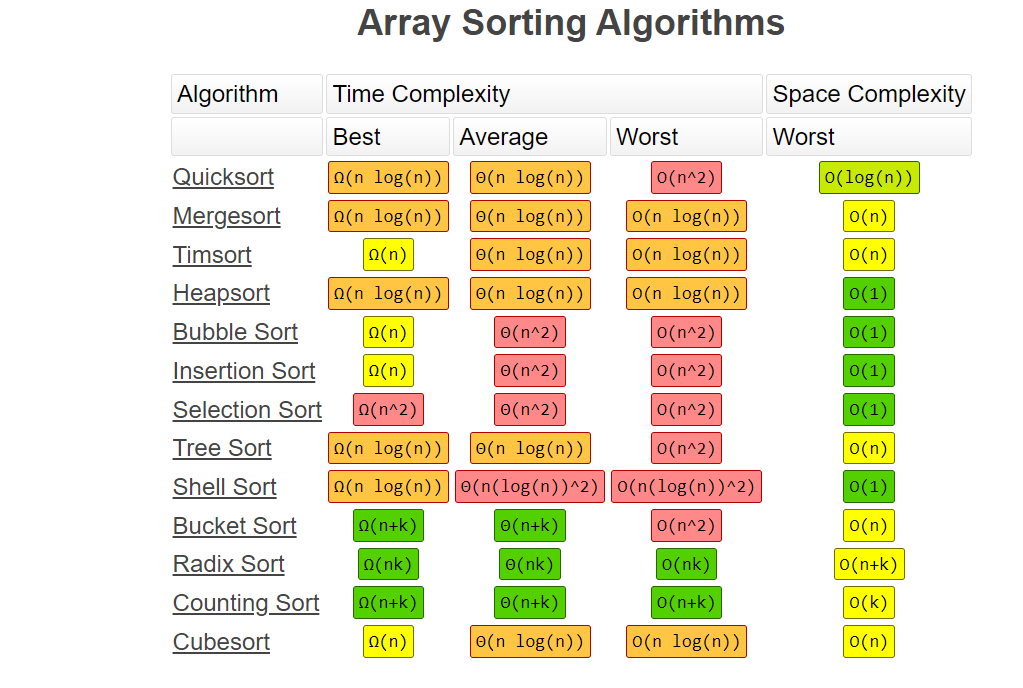 Array Sorting Algorithms
Algorithm Time Complexity Space Complexity
Best Average Worst Worst
Quicksort Ω(n log(n)) Θ(n log(n)) O(n^2) O(log(n))
Mergesort Ω(n log(n)) Θ(n log(n)) O(n log(n)) O(n)
Timsort Ω(n) Θ(n log(n)) O(n log(n)) O(n)
Heapsort Ω(n log(n)) Θ(n log(n)) O(n log(n)) O(1)
Bubble Sort Ω(n) Θ(n^2) O(n^2) O(1)
Insertion Sort Ω(n) Θ(n^2) O(n^2) O(1)
Selection Sort Ω(n^2) Θ(n^2) O(n^2) O(1)
Tree Sort Ω(n log(n)) Θ(n log(n)) O(n^2) O(n)
Shell Sort Ω(n log(n)) Θ(n(log(n))^2) O(n(log(n))^2) O(1)
Bucket Sort Ω(n+k) Θ(n+k) O(n^2) O(n)
Radix Sort Ω(nk) Θ(nk) O(nk) O(n+k)
Counting Sort Ω(n+k) Θ(n+k) O(n+k) O(k)
Cubesort Ω(n) Θ(n log(n)) O(n log(n)) O(n)